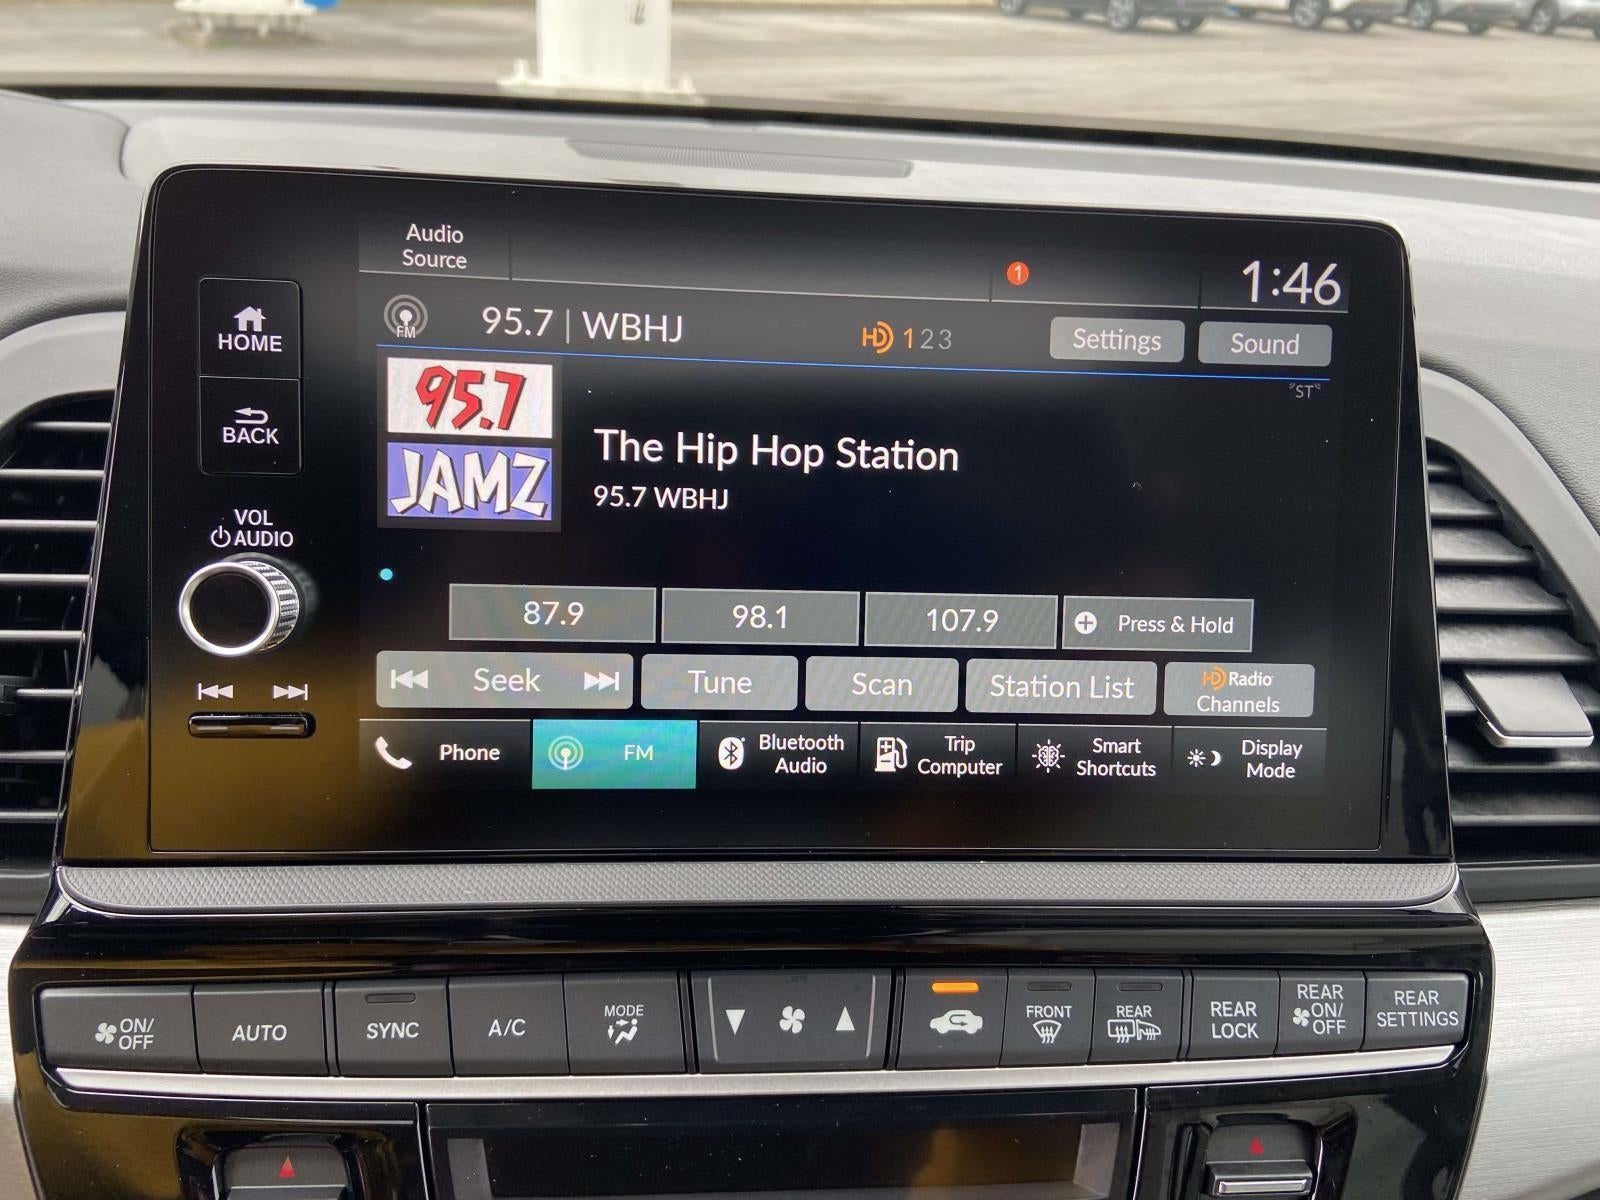 Audio
Source
1
1:46
FM
95.7 | WBHJ
HD 1 2 3
Settings
Sound
"ST"
95.7
JAMZ
The Hip Hop Station
95.7 WBHJ
HOME
BACK
VOL
AUDIO
87.9
98.1
107.9
Press & Hold
Seek
Tune
Scan
Station List
HD Radio
Channels
Phone
FM
Bluetooth
Audio
Trip
Computer
Smart
Shortcuts
Display
Mode
ON/
OFF
AUTO
SYNC
A/C
MODE
FRONT
REAR
REAR
LOCK
REAR
ON/
OFF
REAR
SETTINGS